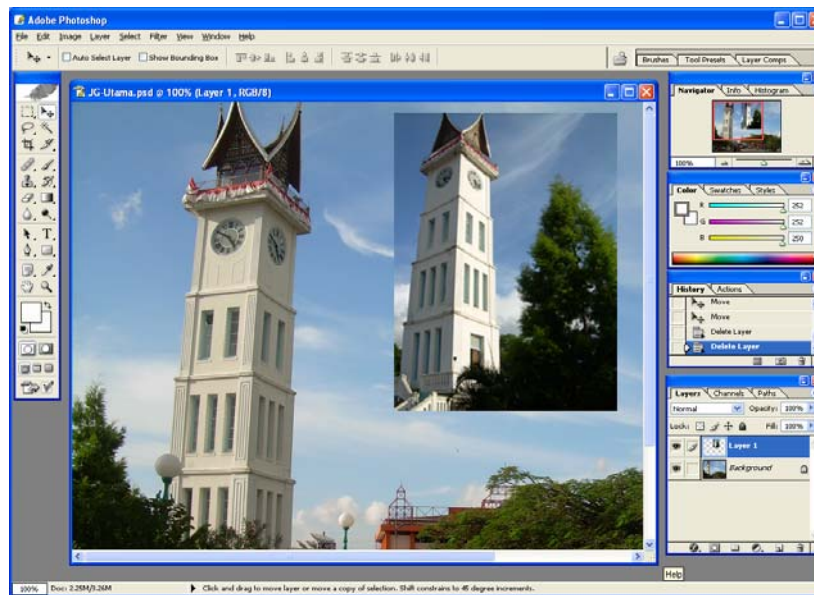 Adobe Photoshop
File Edit Image Layer Select Filter View Window Help
Auto Select Layer Show Bounding Box Brushes Tool Presets Layer Comps
JG-Utama.psd @ 100% (Layer 1, RGB/8)
Navigator Info Histogram
100%
Color Swatches Styles
R 252
G 252
B 250
History Actions
Move
Move
Delete Layer
Delete Layer
Layers Channels Paths
Normal Opacity: 100%
Lock: Fill: 100%
Layer 1
Background
Help
100% Doc: 2.25M/3.26M Click and drag to move layer or move a copy of selection. Shift constrains to 45 degree increments.